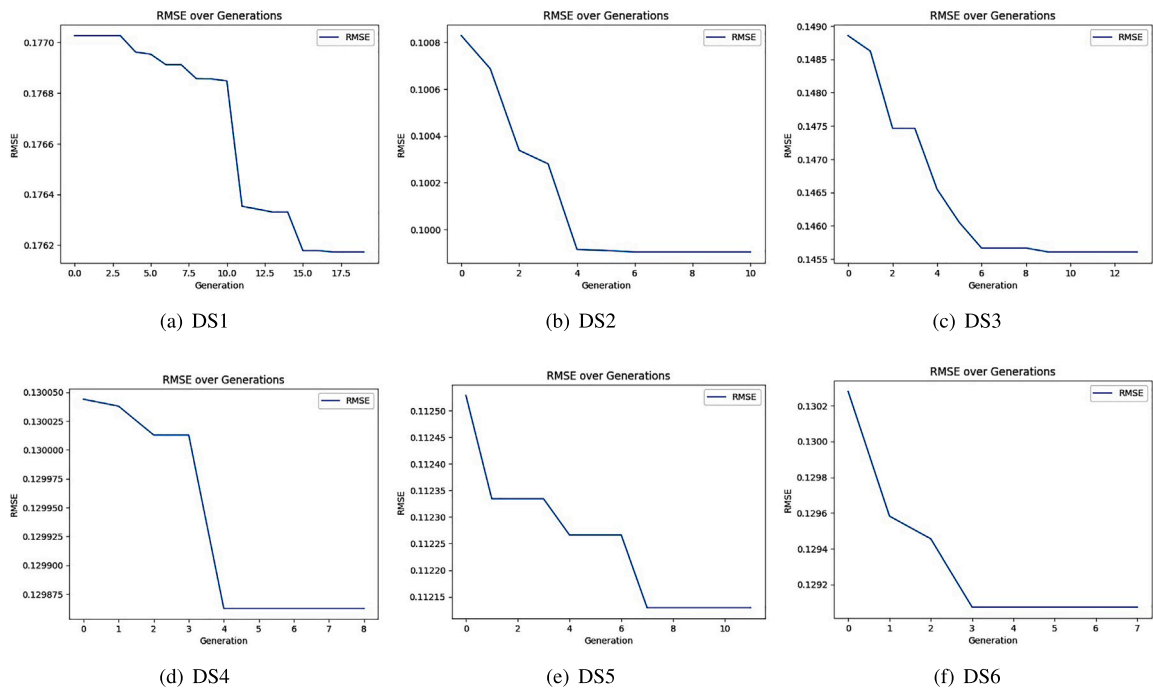 RMSE over Generations
RMSE
0.1770
0.1768
0.1766
0.1764
0.1762
RMSE
0.0 2.5 5.0 7.5 10.0 12.5 15.0 17.5
Generation
(a) DS1
RMSE over Generations
RMSE
0.1008
0.1006
0.1004
0.1002
0.1000
RMSE
0 2 4 6 8 10
Generation
(b) DS2
RMSE over Generations
RMSE
0.1490
0.1485
0.1480
0.1475
0.1470
0.1465
0.1460
0.1455
RMSE
0 2 4 6 8 10 12
Generation
(c) DS3
RMSE over Generations
RMSE
0.130050
0.130025
0.130000
0.129975
0.129950
0.129925
0.129900
0.129875
RMSE
0 1 2 3 4 5 6 7 8
Generation
(d) DS4
RMSE over Generations
RMSE
0.11250
0.11245
0.11240
0.11235
0.11230
0.11225
0.11220
0.11215
RMSE
0 2 4 6 8 10
Generation
(e) DS5
RMSE over Generations
RMSE
0.1302
0.1300
0.1298
0.1296
0.1294
0.1292
RMSE
0 1 2 3 4 5 6 7
Generation
(f) DS6